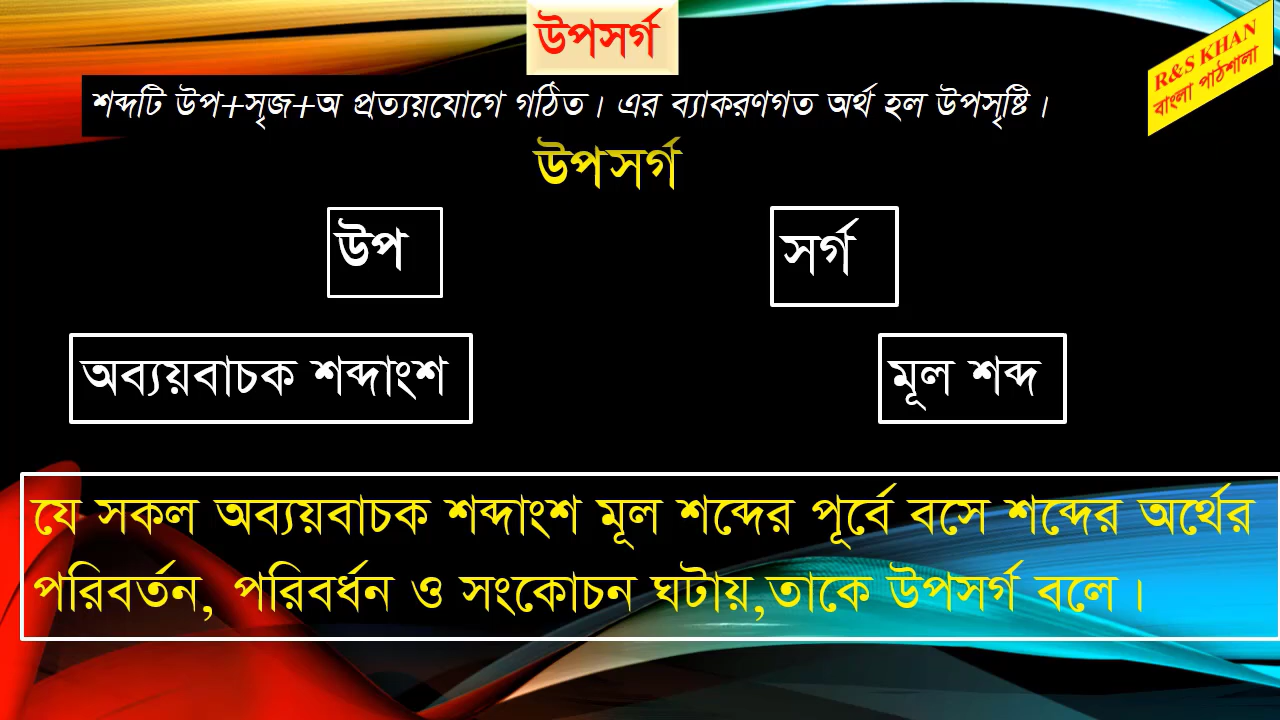 উপসর্গ
R&S KHAN
বাংলা পাঠশালা
শব্দটি উপ+সৃজ+অ প্রত্যয়যোগে গঠিত। এর ব্যাকরণগত অর্থ হল উপসৃষ্টি।
উপসর্গ
উপ
সর্গ
অব্যয়বাচক শব্দাংশ
মূল শব্দ
যে সকল অব্যয়বাচক শব্দাংশ মূল শব্দের পূর্বে বসে শব্দের অর্থের
পরিবর্তন, পরিবর্ধন ও সংকোচন ঘটায়,তাকে উপসর্গ বলে।